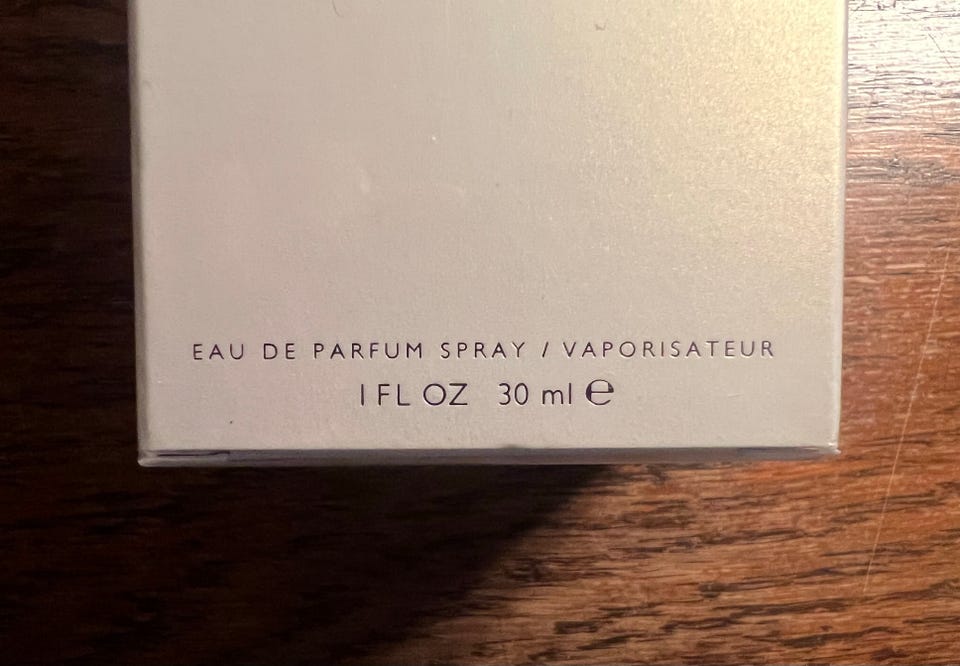 EAU DE PARFUM SPRAY / VAPORISATEUR
1 FL OZ 30 ml ℮